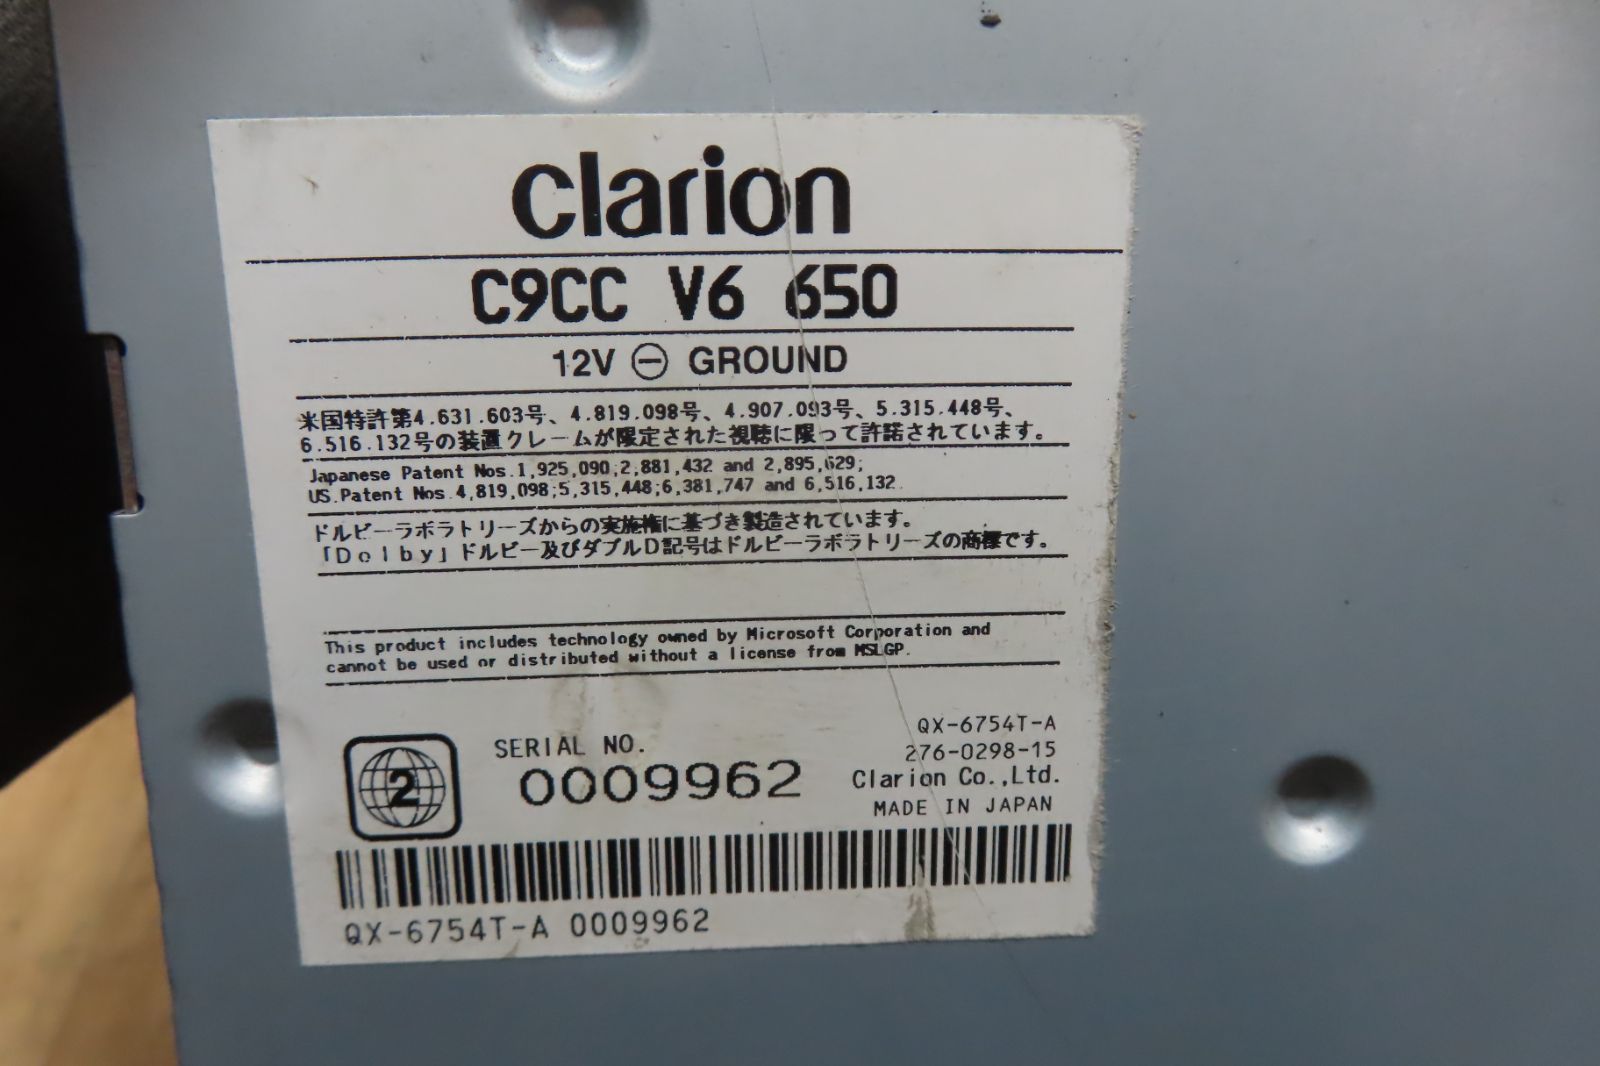 clarion
C9CC V6 650
12V ⊖ GROUND
米国特許第4.631.603号、4.819.098号、4.907.093号、5.315.448号、
6.516.132号の装置クレームが限定された視聴に限って許諾されています。
Japanese Patent Nos.1,925,090;2,881,432 and 2,895,629;
US.Patent Nos.4,819,098;5,315,448;6,381,747 and 6,516,132.
ドルビーラボラトリーズからの実施権に基づき製造されています。
「Dolby」ドルビー及びダブルD記号はドルビーラボラトリーズの商標です。
This product includes technology owned by Microsoft Corporation and
cannot be used or distributed without a license from MSLGP.
QX-6754T-A
276-0298-15
Clarion Co.,Ltd.
MADE IN JAPAN
2
SERIAL NO.
0009962
QX-6754T-A 0009962